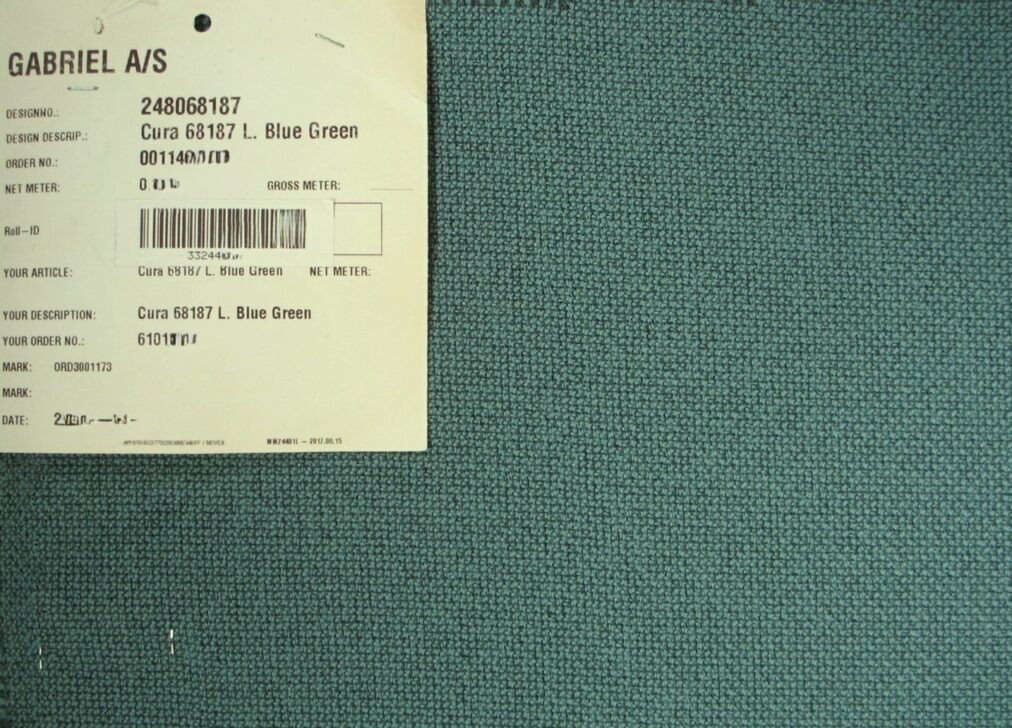 GABRIEL A/S
DESIGNNO.: 248068187
DESIGN DESCRIP.: Cura 68187 L. Blue Green
ORDER NO.:
NET METER: GROSS METER:
Roll-ID
YOUR ARTICLE: Cura 68187 L. Blue Green NET METER:
YOUR DESCRIPTION: Cura 68187 L. Blue Green
YOUR ORDER NO.:
MARK: ORD3001173
MARK:
DATE: